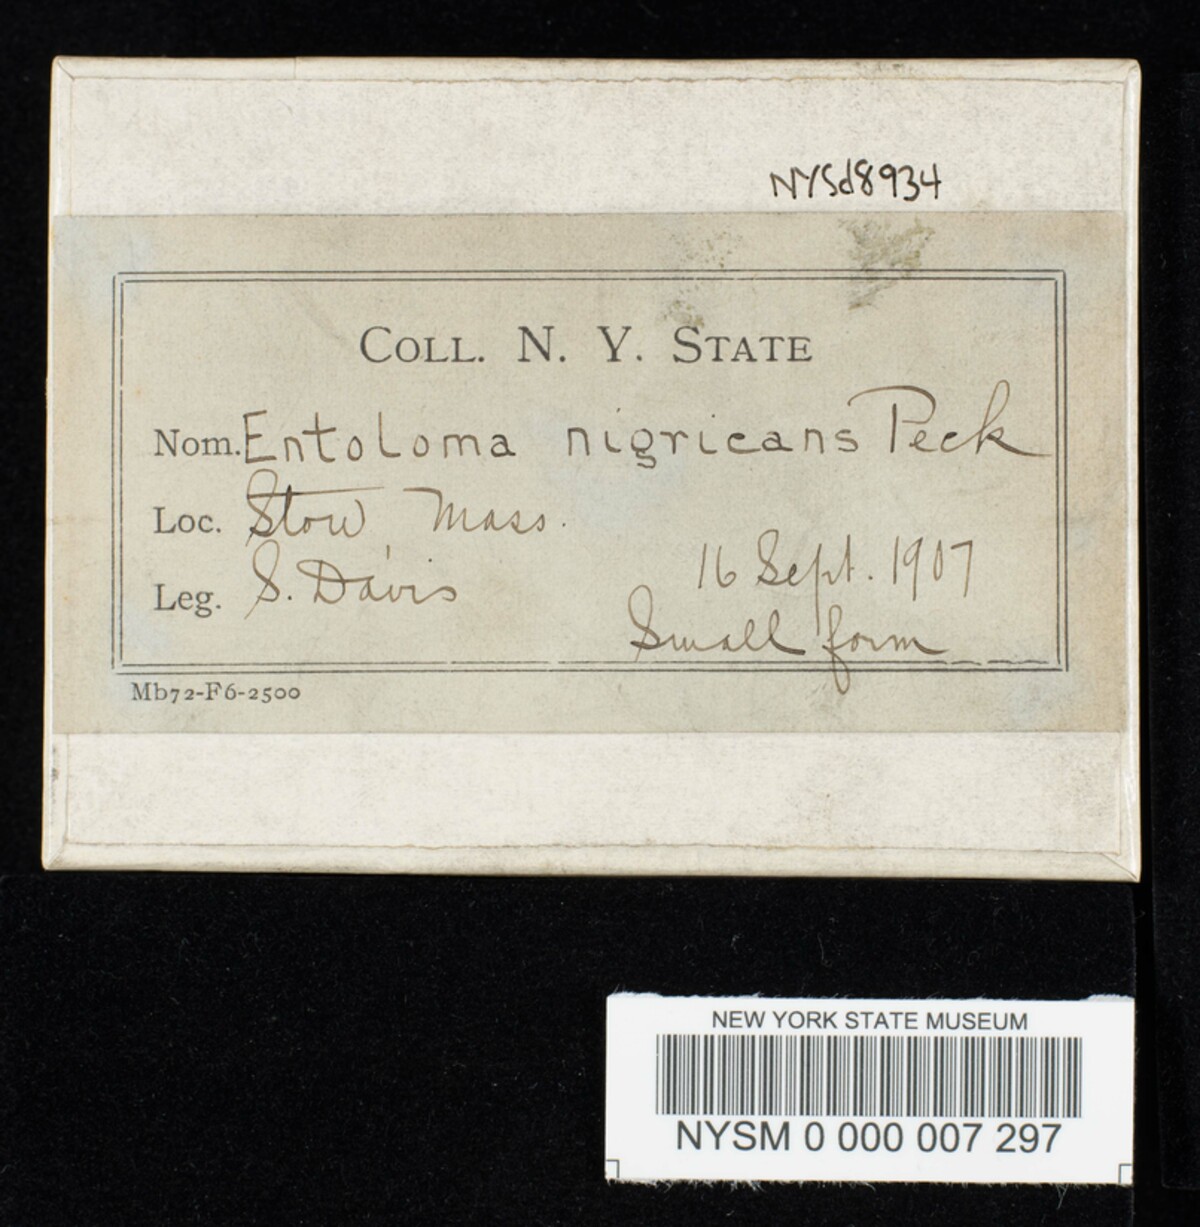 NYSd8934
COLL. N. Y. STATE
Nom. Entoloma nigricans Peck
Loc. Stow, Mass.
Leg. S. Davis 16 Sept. 1907
Small form
Mb72-F6-2500
NEW YORK STATE MUSEUM
NYSM 0 000 007 297